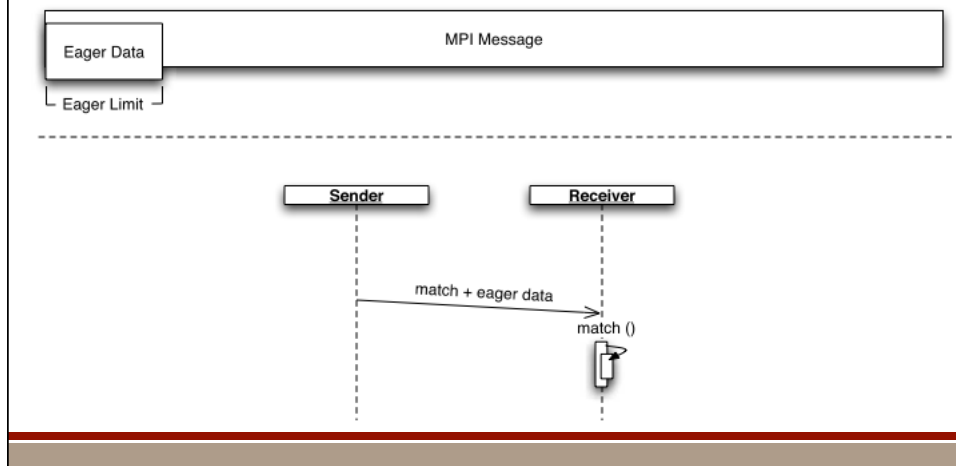 MPI Message
Eager Data
Eager Limit
Sender
Receiver
match + eager data
match ()